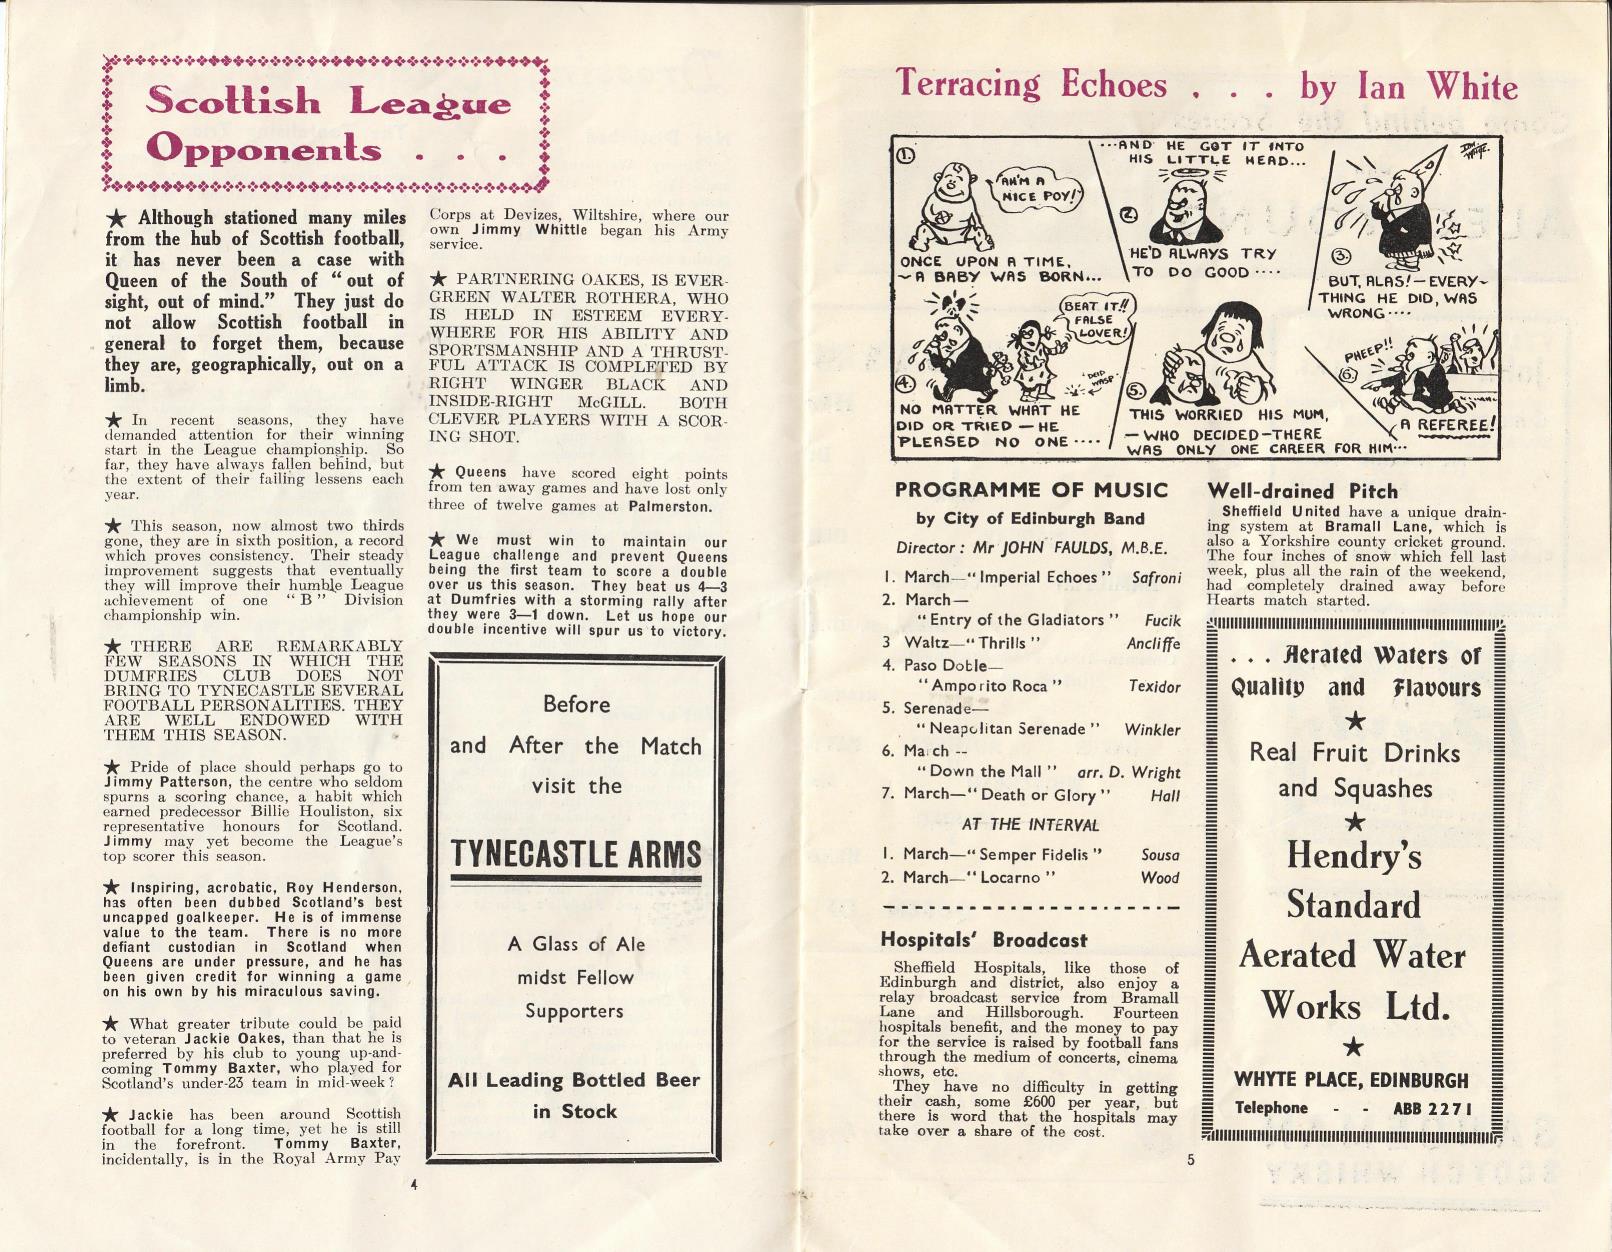 Scottish League
Opponents . . .
★ Although stationed many miles
from the hub of Scottish football,
it has never been a case with
Queen of the South of “ out of
sight, out of mind.” They just do
not allow Scottish football in
general to forget them, because
they are, geographically, out on a
limb.
★ In recent seasons, they have
demanded attention for their winning
start in the League championship. So
far, they have always fallen behind, but
the extent of their failing lessens each
year.
★ This season, now almost two thirds
gone, they are in sixth position, a record
which proves consistency. Their steady
improvement suggests that eventually
they will improve their humble League
achievement of one “ B ” Division
championship win.
★ THERE ARE REMARKABLY
FEW SEASONS IN WHICH THE
DUMFRIES CLUB DOES NOT
BRING TO TYNECASTLE SEVERAL
FOOTBALL PERSONALITIES. THEY
ARE WELL ENDOWED WITH
THEM THIS SEASON.
★ Pride of place should perhaps go to
Jimmy Patterson, the centre who seldom
spurns a scoring chance, a habit which
earned predecessor Billie Houliston, six
representative honours for Scotland.
Jimmy may yet become the League's
top scorer this season.
★ Inspiring, acrobatic, Roy Henderson,
has often been dubbed Scotland's best
uncapped goalkeeper. He is of immense
value to the team. There is no more
defiant custodian in Scotland when
Queens are under pressure, and he has
been given credit for winning a game
on his own by his miraculous saving.
★ What greater tribute could be paid
to veteran Jackie Oakes, than that he is
preferred by his club to young up-and-
coming Tommy Baxter, who played for
Scotland's under-23 team in mid-week?
★ Jackie has been around Scottish
football for a long time, yet he is still
in the forefront. Tommy Baxter,
incidentally, is in the Royal Army Pay
Corps at Devizes, Wiltshire, where our
own Jimmy Whittle began his Army
service.
★ PARTNERING OAKES, IS EVER-
GREEN WALTER ROTHERA, WHO
IS HELD IN ESTEEM EVERY-
WHERE FOR HIS ABILITY AND
SPORTSMANSHIP AND A THRUST-
FUL ATTACK IS COMPLETED BY
RIGHT WINGER BLACK AND
INSIDE-RIGHT McGILL. BOTH
CLEVER PLAYERS WITH A SCOR-
ING SHOT.
★ Queens have scored eight points
from ten away games and have lost only
three of twelve games at Palmerston.
★ We must win to maintain our
League challenge and prevent Queens
being the first team to score a double
over us this season. They beat us 4—3
at Dumfries with a storming rally after
they were 3—1 down. Let us hope our
double incentive will spur us to victory.
Before
and After the Match
visit the
TYNECASTLE ARMS
A Glass of Ale
midst Fellow
Supporters
All Leading Bottled Beer
in Stock
4
Terracing Echoes . . . by Ian White
1.
"AH'M A
NICE POY!"
ONCE UPON A TIME,
~ A BABY WAS BORN...
...AND HE GOT IT INTO
HIS LITTLE HEAD...
2.
HE'D ALWAYS TRY
TO DO GOOD ....
D
IAN
WHITE.
3.
BUT, ALAS! — EVERY~
THING HE DID, WAS
WRONG....
BEAT IT!!
FALSE
LOVER!
DEID
WASP.
4.
NO MATTER WHAT HE
DID OR TRIED — HE
PLEASED NO ONE ....
5.
THIS WORRIED HIS MUM,
— WHO DECIDED — THERE
WAS ONLY ONE CAREER FOR HIM...
PHEEP!!
6.
A REFEREE!
PROGRAMME OF MUSIC
by City of Edinburgh Band
Director : Mr JOHN FAULDS, M.B.E.
1. March—“ Imperial Echoes ” Safroni
2. March—
“ Entry of the Gladiators ” Fucik
3 Waltz—“ Thrills ” Ancliffe
4. Paso Doble—
“ Amporito Roca ” Texidor
5. Serenade—
“ Neapolitan Serenade ” Winkler
6. March --
“ Down the Mall ” arr. D. Wright
7. March—“ Death or Glory ” Hall
AT THE INTERVAL
1. March—“ Semper Fidelis ” Sousa
2. March—“ Locarno ” Wood
Hospitals' Broadcast
Sheffield Hospitals, like those of
Edinburgh and district, also enjoy a
relay broadcast service from Bramall
Lane and Hillsborough. Fourteen
hospitals benefit, and the money to pay
for the service is raised by football fans
through the medium of concerts, cinema
shows, etc.
They have no difficulty in getting
their cash, some £600 per year, but
there is word that the hospitals may
take over a share of the cost.
Well-drained Pitch
Sheffield United have a unique drain-
ing system at Bramall Lane, which is
also a Yorkshire county cricket ground.
The four inches of snow which fell last
week, plus all the rain of the weekend,
had completely drained away before
Hearts match started.
. . . Aerated Waters of
Quality and Flavours
★
Real Fruit Drinks
and Squashes
★
Hendry's
Standard
Aerated Water
Works Ltd.
★
WHYTE PLACE, EDINBURGH
Telephone - - ABB 2271
5